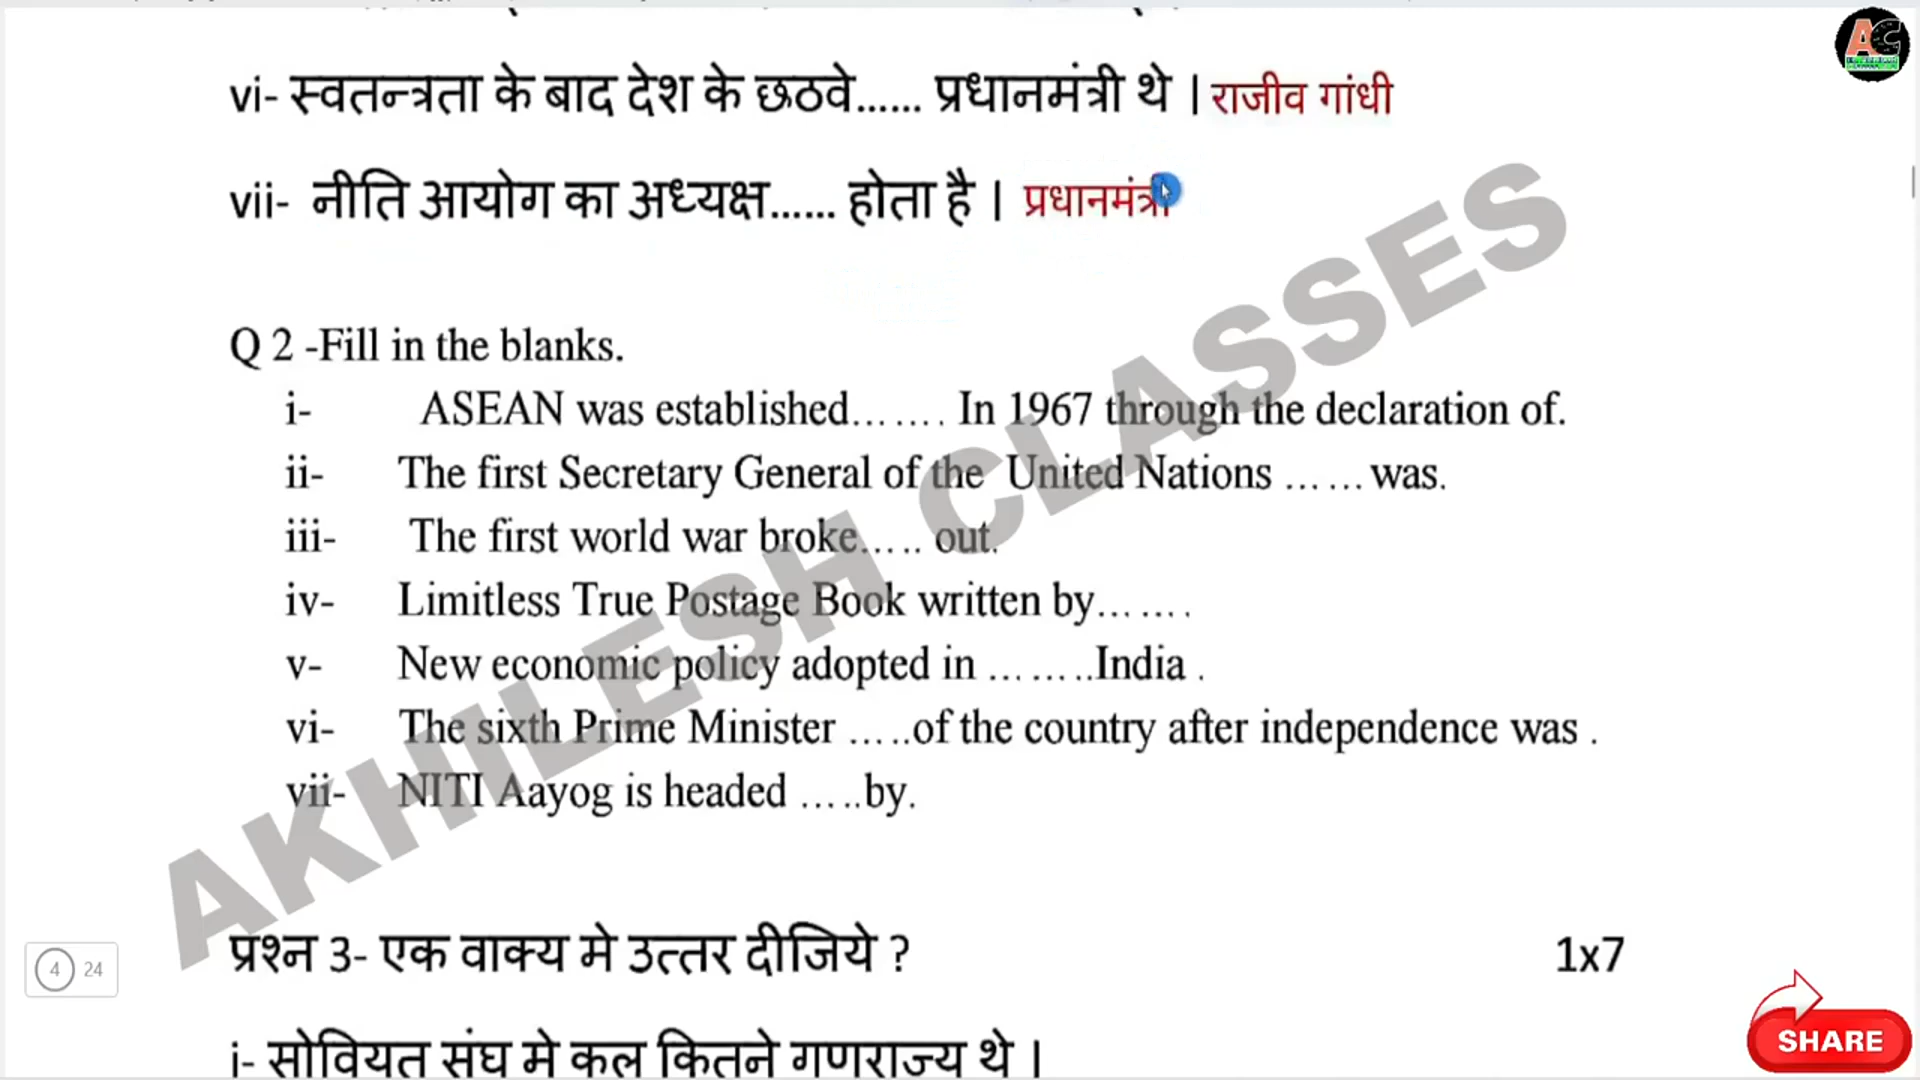 vi- स्वतन्त्रता के बाद देश के छठवे...... प्रधानमंत्री थे । राजीव गांधी
vii- नीति आयोग का अध्यक्ष...... होता है । प्रधानमंत्री
Q 2 -Fill in the blanks.
i- ASEAN was established……. In 1967 through the declaration of.
ii- The first Secretary General of the United Nations …… was.
iii- The first world war broke….. out.
iv- Limitless True Postage Book written by…….
v- New economic policy adopted in ……..India .
vi- The sixth Prime Minister …..of the country after independence was .
vii- NITI Aayog is headed …..by.
प्रश्न 3- एक वाक्य मे उत्तर दीजिये ? 1x7
i- सोवियत संघ मे कल कितने गणराज्य थे ।
AKHILESH CLASSES
AC
4 24
SHARE